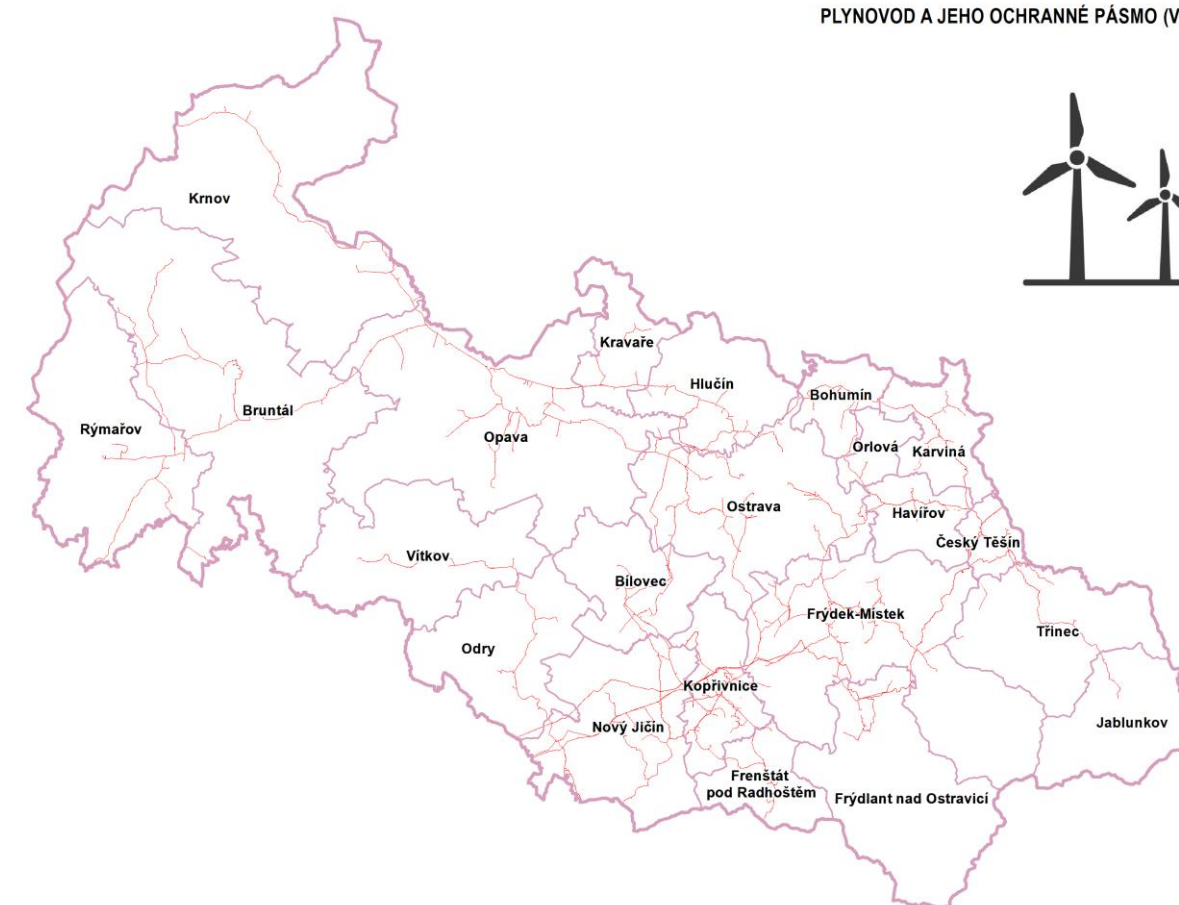 PLYNOVOD A JEHO OCHRANNÉ PÁSMO (V
Krnov
Kravaře
Hlučín
Bohumín
Bruntál
Rýmařov
Opava
Orlová
Karviná
Ostrava
Havířov
Český Těšín
Vítkov
Bílovec
Frýdek-Místek
Třinec
Odry
Kopřivnice
Nový Jičín
Jablunkov
Frenštát
pod Radhoštěm
Frýdlant nad Ostravicí